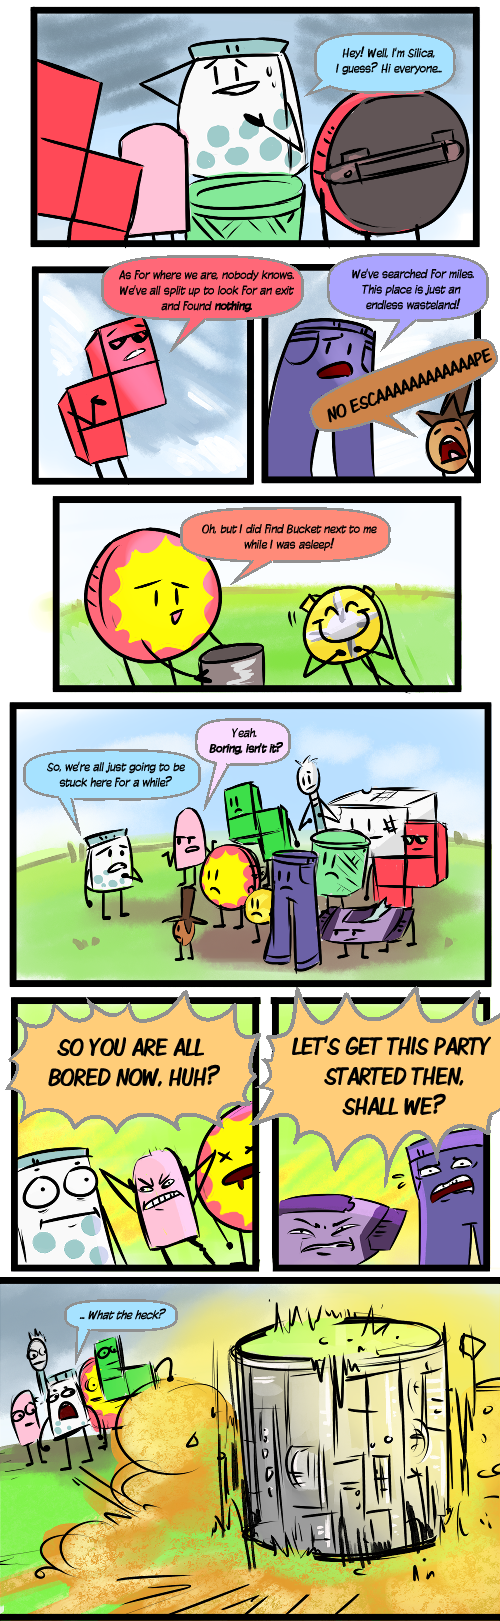 Hey! Well, I'm Silica,
I guess? Hi everyone...
As for where we are, nobody knows.
We've all split up to look for an exit
and found nothing.
We've searched for miles.
This place is just an
endless wasteland!
NO ESCAAAAAAAAAAAAPE
Oh, but I did find Bucket next to me
while I was asleep!
Yeah.
Boring, isn't it?
So, we're all just going to be
stuck here for a while?
SO YOU ARE ALL
BORED NOW, HUH?
LET'S GET THIS PARTY
STARTED THEN,
SHALL WE?
... What the heck?